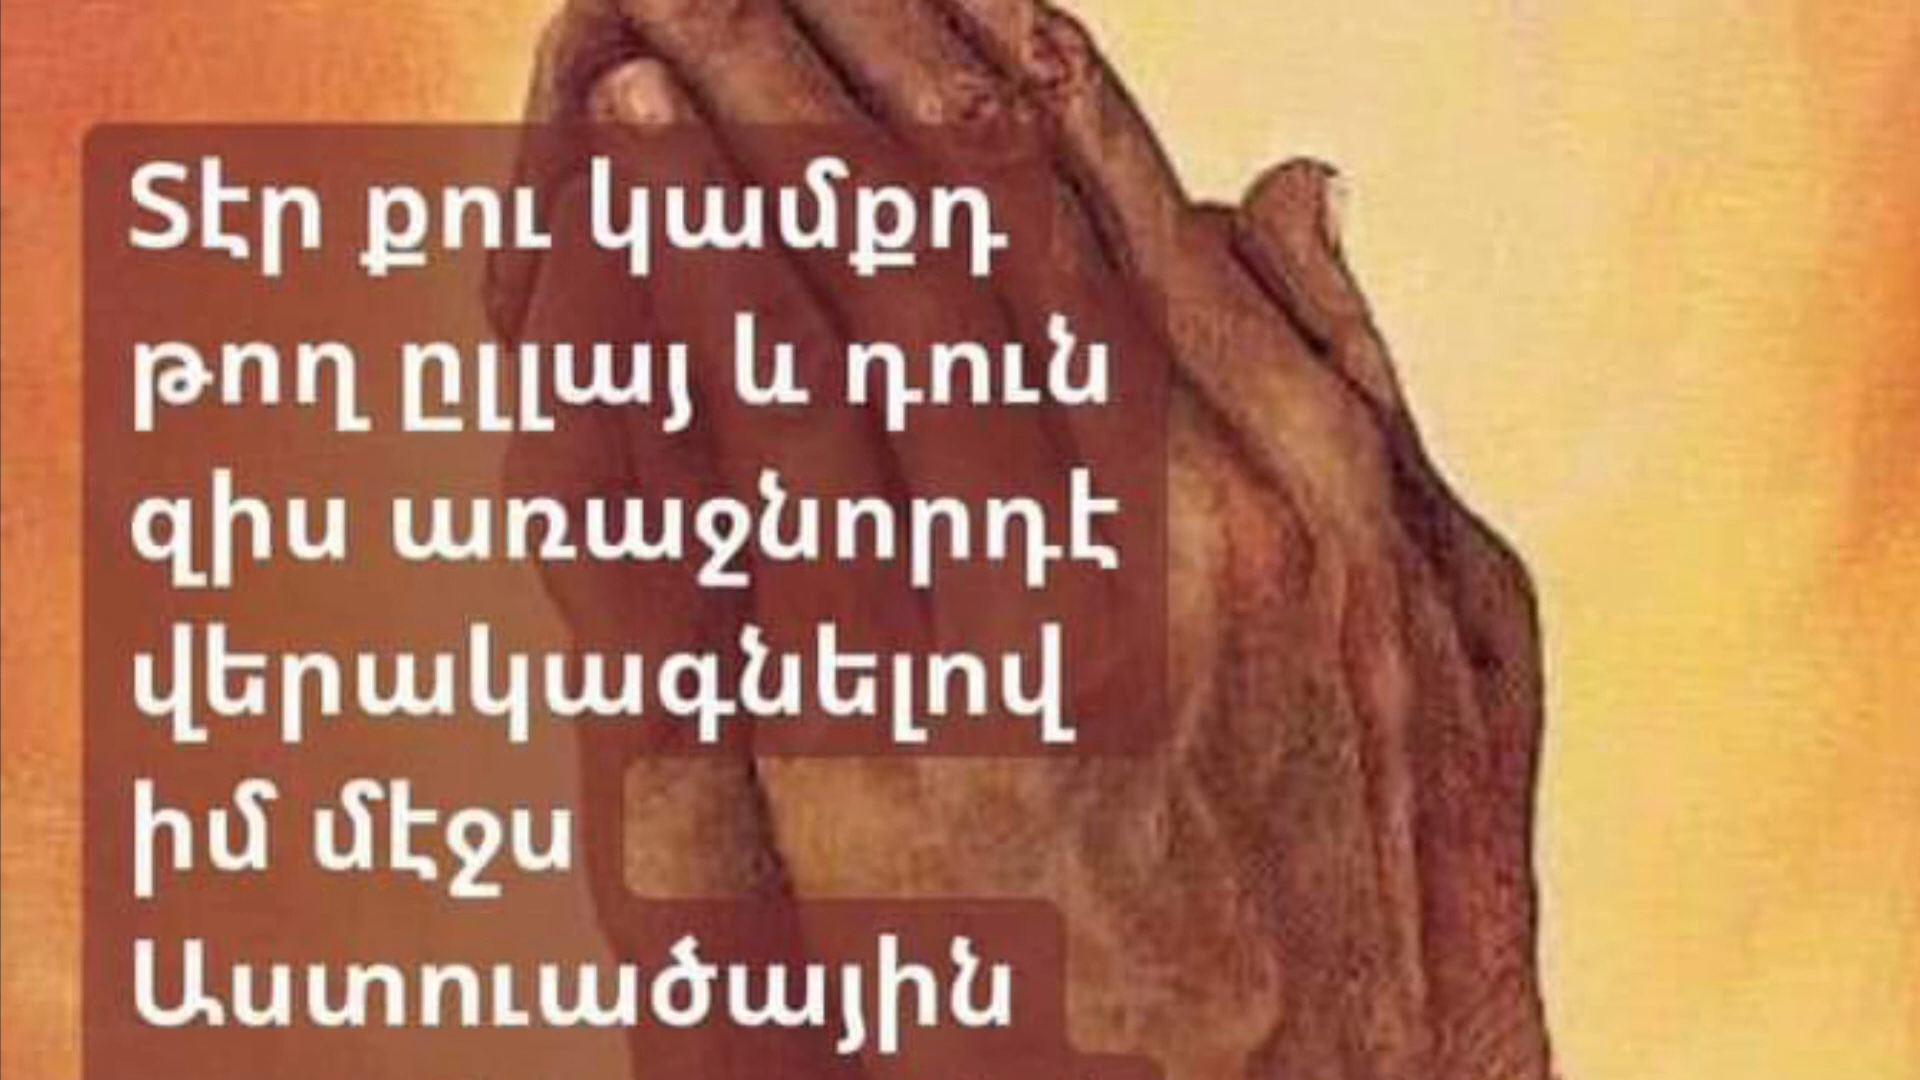 Տէր քու կամքդ
թող ըլլայ և դուն
զիս առաջնորդէ
վերակագնելով
իմ մէջս
Աստուածային